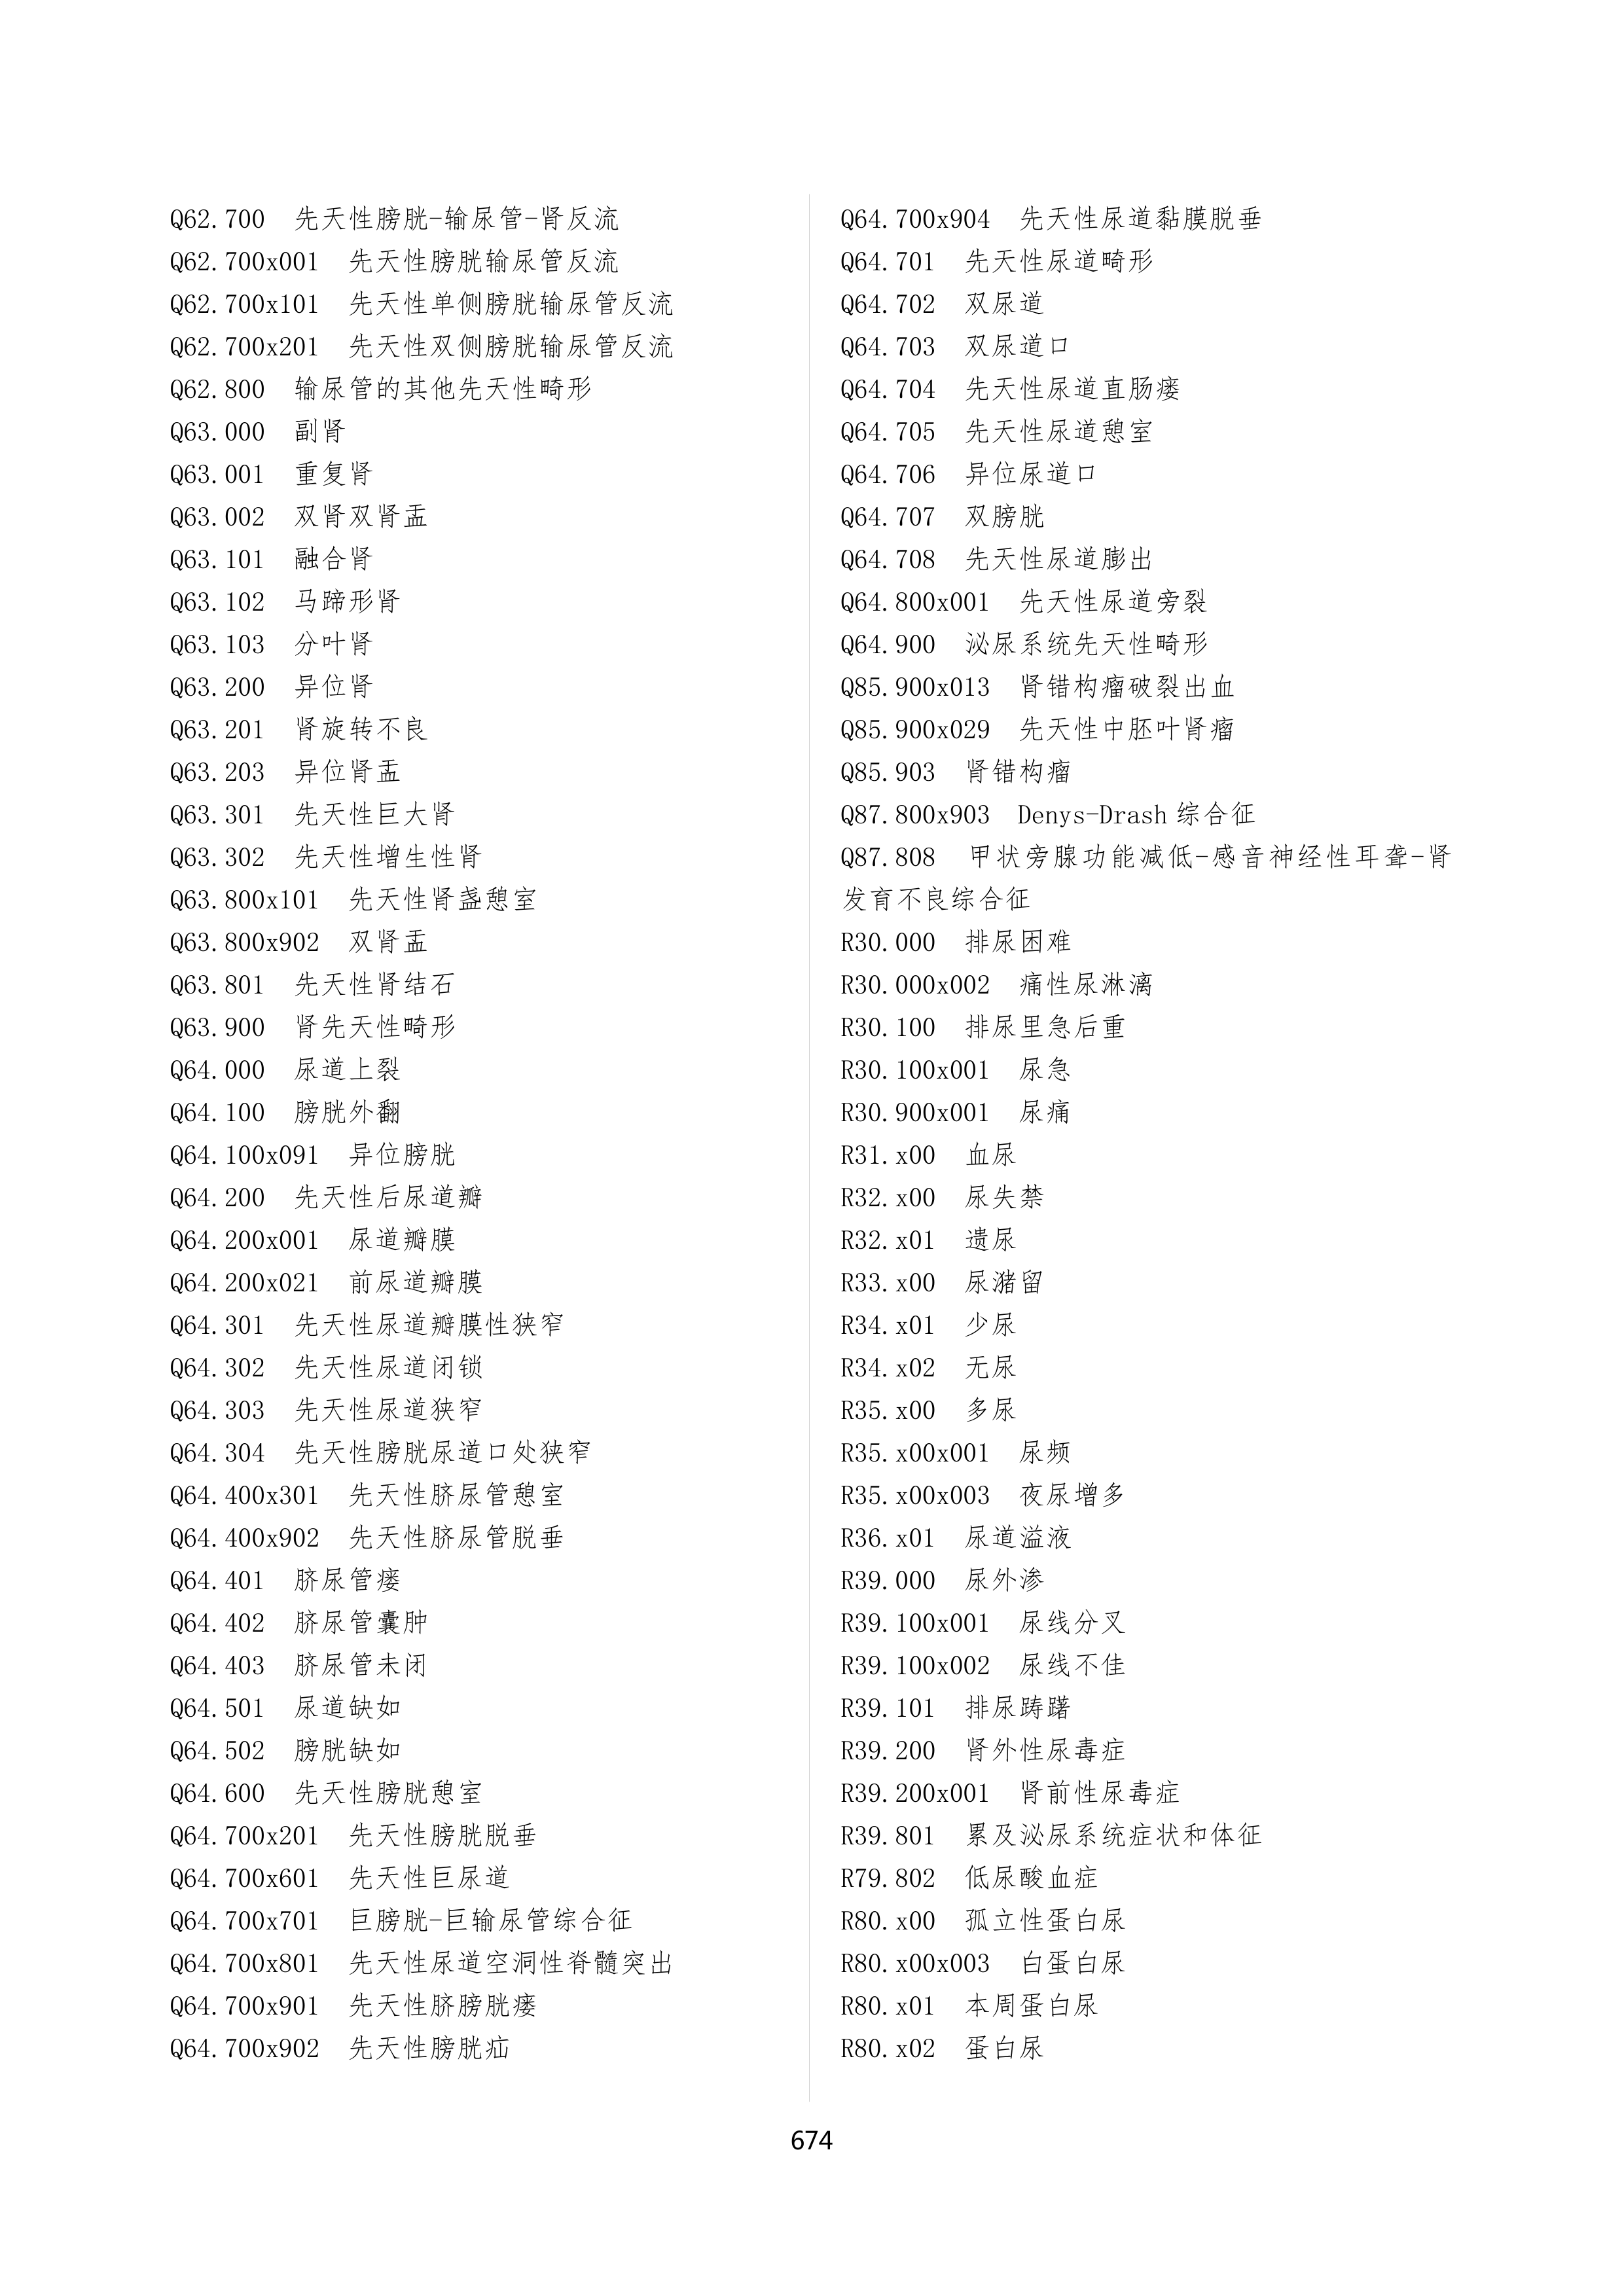 Q62.700 先天性膀胱-输尿管-肾反流
Q62.700x001 先天性膀胱输尿管反流
Q62.700x101 先天性单侧膀胱输尿管反流
Q62.700x201 先天性双侧膀胱输尿管反流
Q62.800 输尿管的其他先天性畸形
Q63.000 副肾
Q63.001 重复肾
Q63.002 双肾双肾盂
Q63.101 融合肾
Q63.102 马蹄形肾
Q63.103 分叶肾
Q63.200 异位肾
Q63.201 肾旋转不良
Q63.203 异位肾盂
Q63.301 先天性巨大肾
Q63.302 先天性增生性肾
Q63.800x101 先天性肾盏憩室
Q63.800x902 双肾盂
Q63.801 先天性肾结石
Q63.900 肾先天性畸形
Q64.000 尿道上裂
Q64.100 膀胱外翻
Q64.100x091 异位膀胱
Q64.200 先天性后尿道瓣
Q64.200x001 尿道瓣膜
Q64.200x021 前尿道瓣膜
Q64.301 先天性尿道瓣膜性狭窄
Q64.302 先天性尿道闭锁
Q64.303 先天性尿道狭窄
Q64.304 先天性膀胱尿道口处狭窄
Q64.400x301 先天性脐尿管憩室
Q64.400x902 先天性脐尿管脱垂
Q64.401 脐尿管瘘
Q64.402 脐尿管囊肿
Q64.403 脐尿管未闭
Q64.501 尿道缺如
Q64.502 膀胱缺如
Q64.600 先天性膀胱憩室
Q64.700x201 先天性膀胱脱垂
Q64.700x601 先天性巨尿道
Q64.700x701 巨膀胱-巨输尿管综合征
Q64.700x801 先天性尿道空洞性脊髓突出
Q64.700x901 先天性脐膀胱瘘
Q64.700x902 先天性膀胱疝
Q64.700x904 先天性尿道黏膜脱垂
Q64.701 先天性尿道畸形
Q64.702 双尿道
Q64.703 双尿道口
Q64.704 先天性尿道直肠瘘
Q64.705 先天性尿道憩室
Q64.706 异位尿道口
Q64.707 双膀胱
Q64.708 先天性尿道膨出
Q64.800x001 先天性尿道旁裂
Q64.900 泌尿系统先天性畸形
Q85.900x013 肾错构瘤破裂出血
Q85.900x029 先天性中胚叶肾瘤
Q85.903 肾错构瘤
Q87.800x903 Denys-Drash 综合征
Q87.808 甲状旁腺功能减低-感音神经性耳聋-肾
发育不良综合征
R30.000 排尿困难
R30.000x002 痛性尿淋漓
R30.100 排尿里急后重
R30.100x001 尿急
R30.900x001 尿痛
R31.x00 血尿
R32.x00 尿失禁
R32.x01 遗尿
R33.x00 尿潴留
R34.x01 少尿
R34.x02 无尿
R35.x00 多尿
R35.x00x001 尿频
R35.x00x003 夜尿增多
R36.x01 尿道溢液
R39.000 尿外渗
R39.100x001 尿线分叉
R39.100x002 尿线不佳
R39.101 排尿踌躇
R39.200 肾外性尿毒症
R39.200x001 肾前性尿毒症
R39.801 累及泌尿系统症状和体征
R79.802 低尿酸血症
R80.x00 孤立性蛋白尿
R80.x00x003 白蛋白尿
R80.x01 本周蛋白尿
R80.x02 蛋白尿
674